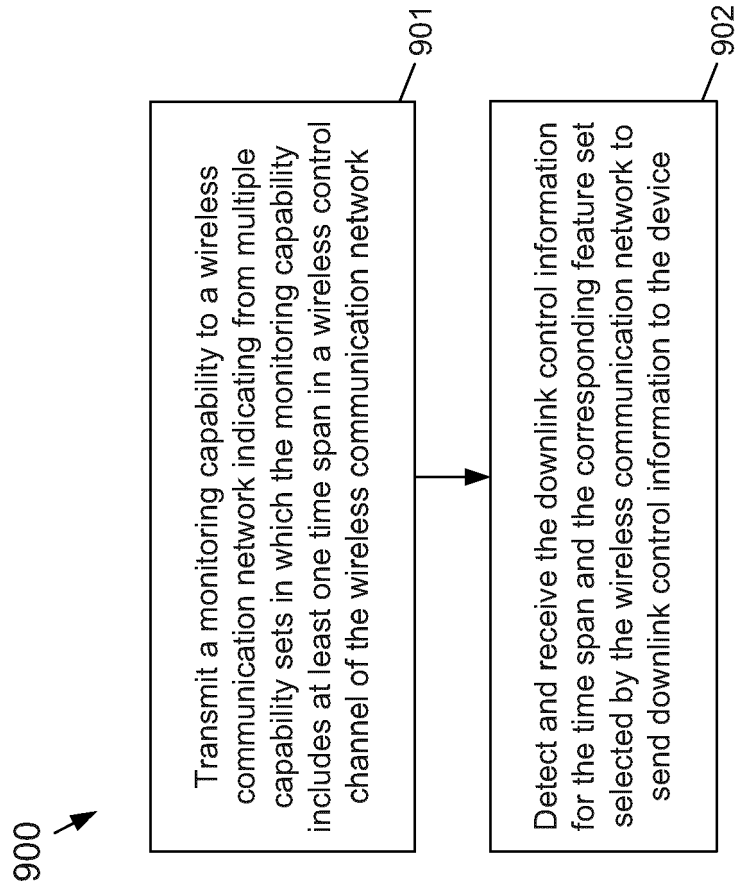 900
Transmit a monitoring capability to a wireless
communication network indicating from multiple
capability sets in which the monitoring capability
includes at least one time span in a wireless control
channel of the wireless communication network
901
Detect and receive the downlink control information
for the time span and the corresponding feature set
selected by the wireless communication network to
send downlink control information to the device
902